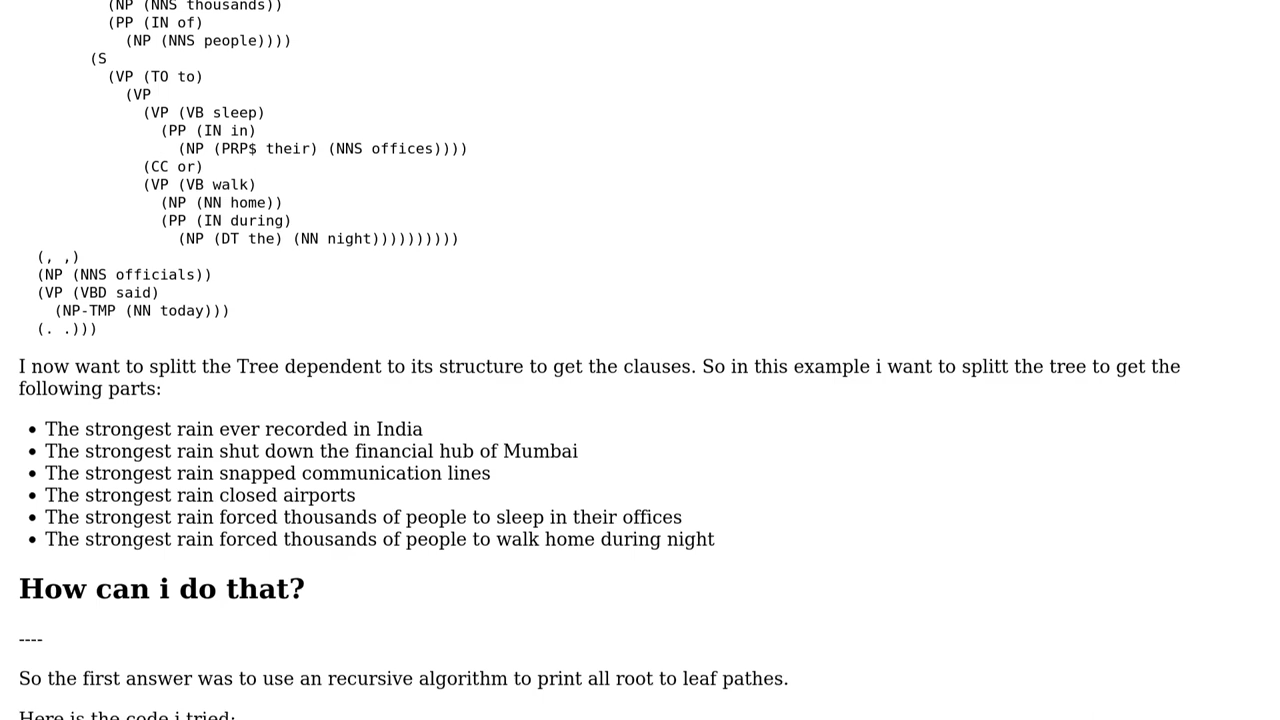 (NP (NNS thousands))
(PP (IN of)
(NP (NNS people))))
(S
(VP (TO to)
(VP
(VP (VB sleep)
(PP (IN in)
(NP (PRP$ their) (NNS offices))))
(CC or)
(VP (VB walk)
(NP (NN home))
(PP (IN during)
(NP (DT the) (NN night))))))))))
(, ,)
(NP (NNS officials))
(VP (VBD said)
(NP-TMP (NN today)))
(. .)))
I now want to splitt the Tree dependent to its structure to get the clauses. So in this example i want to splitt the tree to get the
following parts:
• The strongest rain ever recorded in India
• The strongest rain shut down the financial hub of Mumbai
• The strongest rain snapped communication lines
• The strongest rain closed airports
• The strongest rain forced thousands of people to sleep in their offices
• The strongest rain forced thousands of people to walk home during night
How can i do that?
----
So the first answer was to use an recursive algorithm to print all root to leaf pathes.
Here is the code i tried: